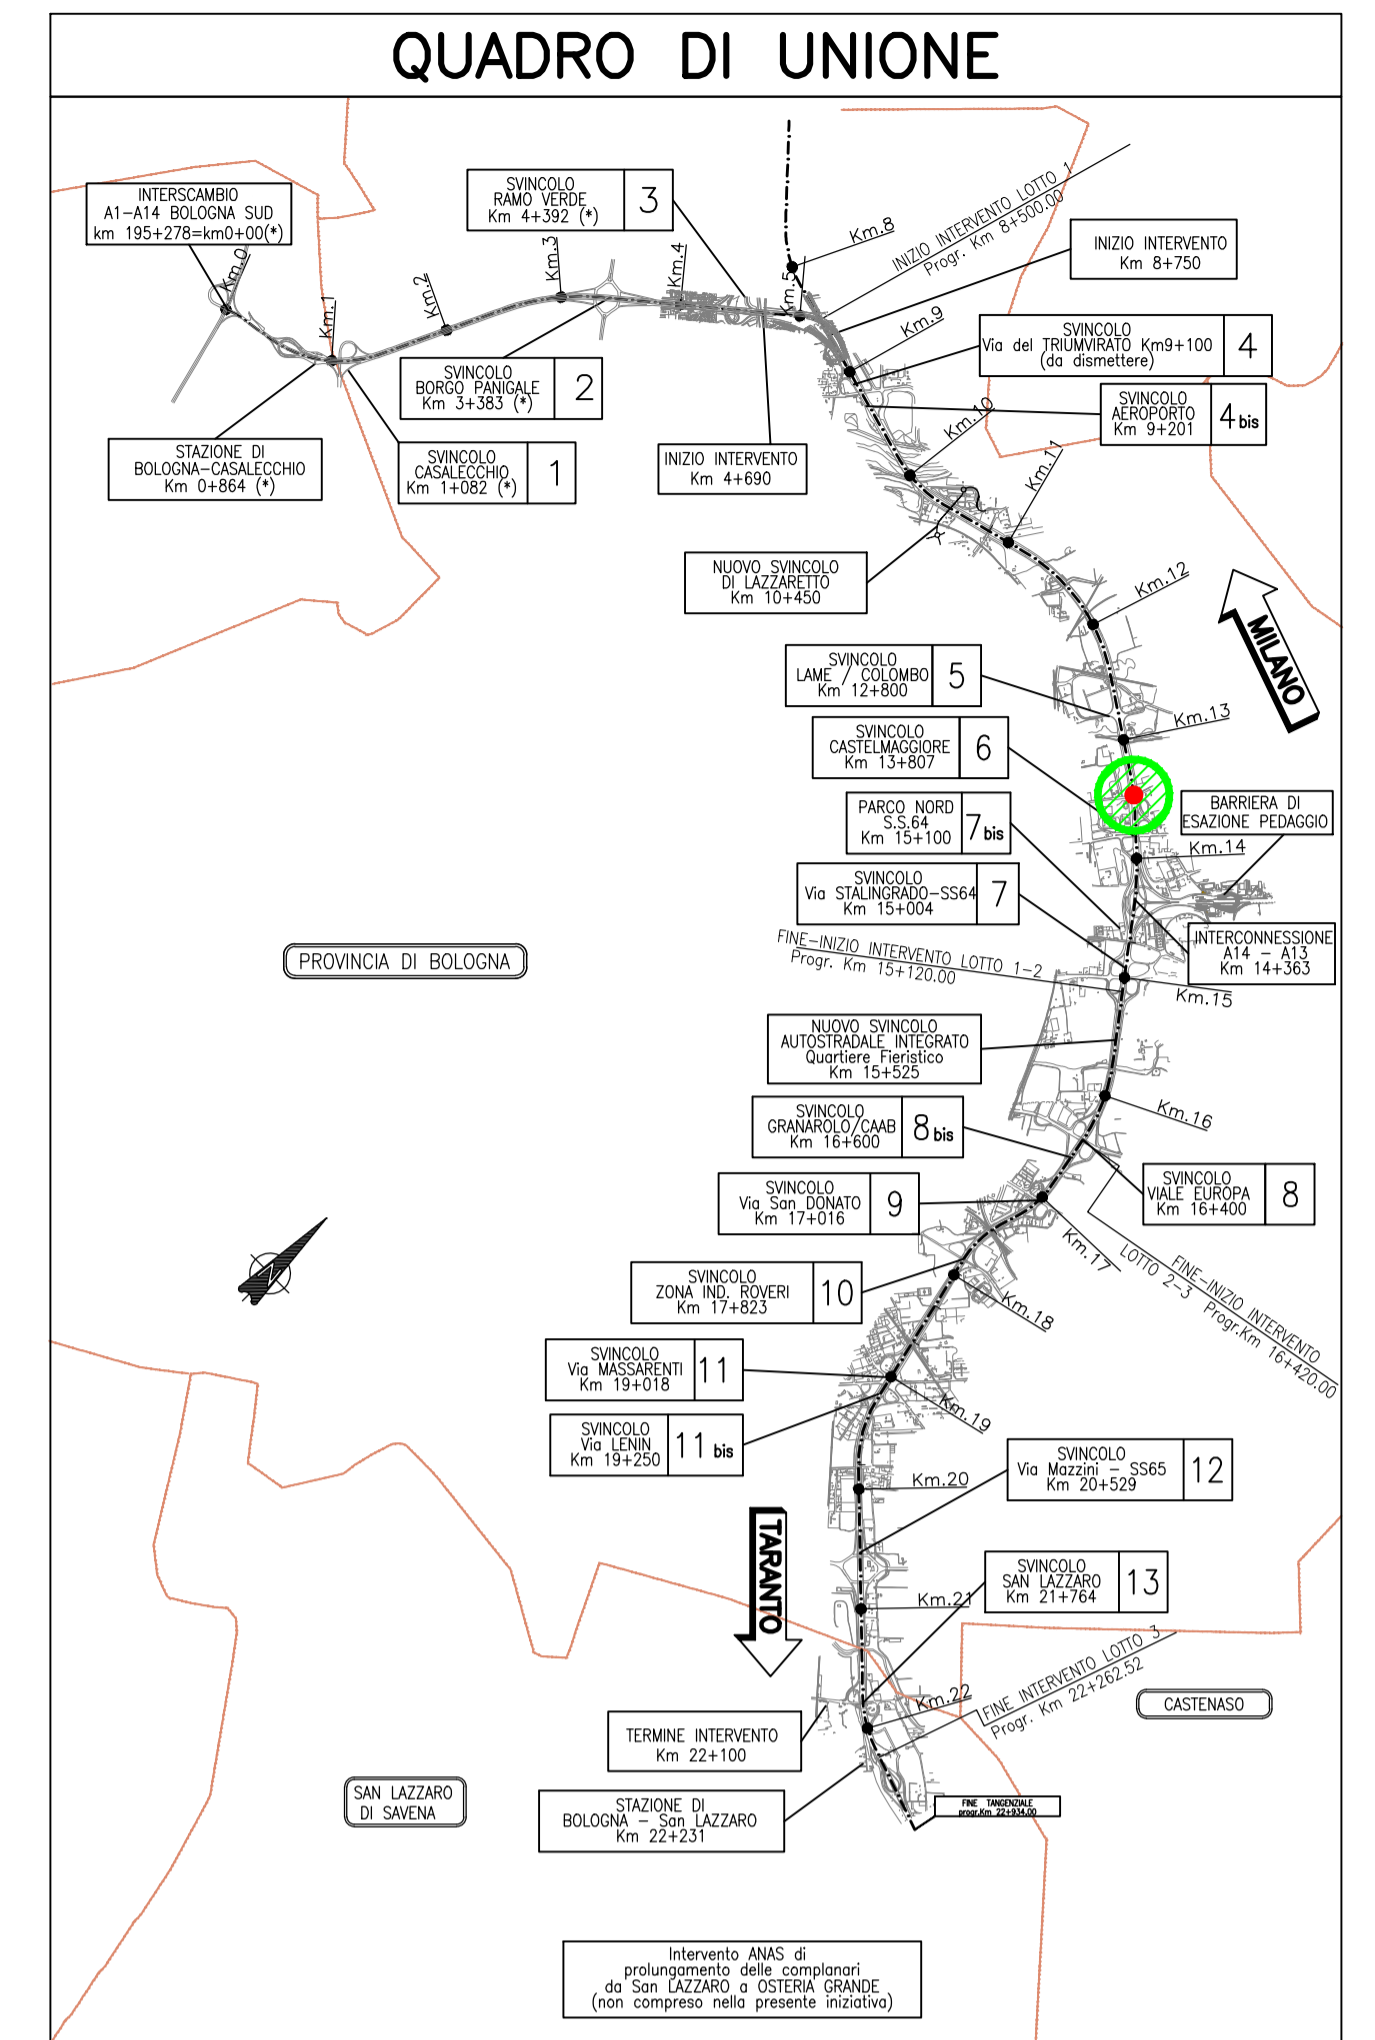 QUADRO DI UNIONE
INTERSCAMBIO
A1-A14 BOLOGNA SUD
km 195+278=km0+00(*)
SVINCOLO
RAMO VERDE
Km 4+392 (*)
3
Km.0
Km.1
Km.2
Km.3
Km.4
Km.5
Km.8
INIZIO INTERVENTO LOTTO 1
Progr. Km 8+500.00
INIZIO INTERVENTO
Km 8+750
Km.9
SVINCOLO
Via del TRIUMVIRATO Km9+100
(da dismettere)
4
SVINCOLO
BORGO PANIGALE
Km 3+383 (*)
2
SVINCOLO
AEROPORTO
Km 9+201
4 bis
Km.10
STAZIONE DI
BOLOGNA-CASALECCHIO
Km 0+864 (*)
SVINCOLO
CASALECCHIO
Km 1+082 (*)
1
INIZIO INTERVENTO
Km 4+690
Km.11
NUOVO SVINCOLO
DI LAZZARETTO
Km 10+450
Km.12
MILANO
SVINCOLO
LAME / COLOMBO
Km 12+800
5
Km.13
SVINCOLO
CASTELMAGGIORE
Km 13+807
6
PARCO NORD
S.S.64
Km 15+100
7 bis
BARRIERA DI
ESAZIONE PEDAGGIO
Km.14
SVINCOLO
Via STALINGRADO-SS64
Km 15+004
7
INTERCONNESSIONE
A14 - A13
Km 14+363
FINE-INIZIO INTERVENTO LOTTO 1-2
Progr. Km 15+120.00
PROVINCIA DI BOLOGNA
Km.15
NUOVO SVINCOLO
AUTOSTRADALE INTEGRATO
Quartiere Fieristico
Km 15+525
Km.16
SVINCOLO
GRANAROLO/CAAB
Km 16+600
8 bis
SVINCOLO
VIALE EUROPA
Km 16+400
8
SVINCOLO
Via San DONATO
Km 17+016
9
Km.17
FINE-INIZIO INTERVENTO
LOTTO 2-3 Progr.Km 16+420.00
SVINCOLO
ZONA IND. ROVERI
Km 17+823
10
Km.18
SVINCOLO
Via MASSARENTI
Km 19+018
11
Km.19
SVINCOLO
Via LENIN
Km 19+250
11 bis
Km.20
SVINCOLO
Via Mazzini - SS65
Km 20+529
12
TARANTO
SVINCOLO
SAN LAZZARO
Km 21+764
13
Km.21
FINE INTERVENTO LOTTO 3
Progr. Km 22+262.52
Km.22
CASTENASO
TERMINE INTERVENTO
Km 22+100
SAN LAZZARO
DI SAVENA
STAZIONE DI
BOLOGNA - San LAZZARO
Km 22+231
FINE TANGENZIALE
progr.Km 22+934.00
Intervento ANAS di
prolungamento delle complanari
da San LAZZARO a OSTERIA GRANDE
(non compreso nella presente iniziativa)